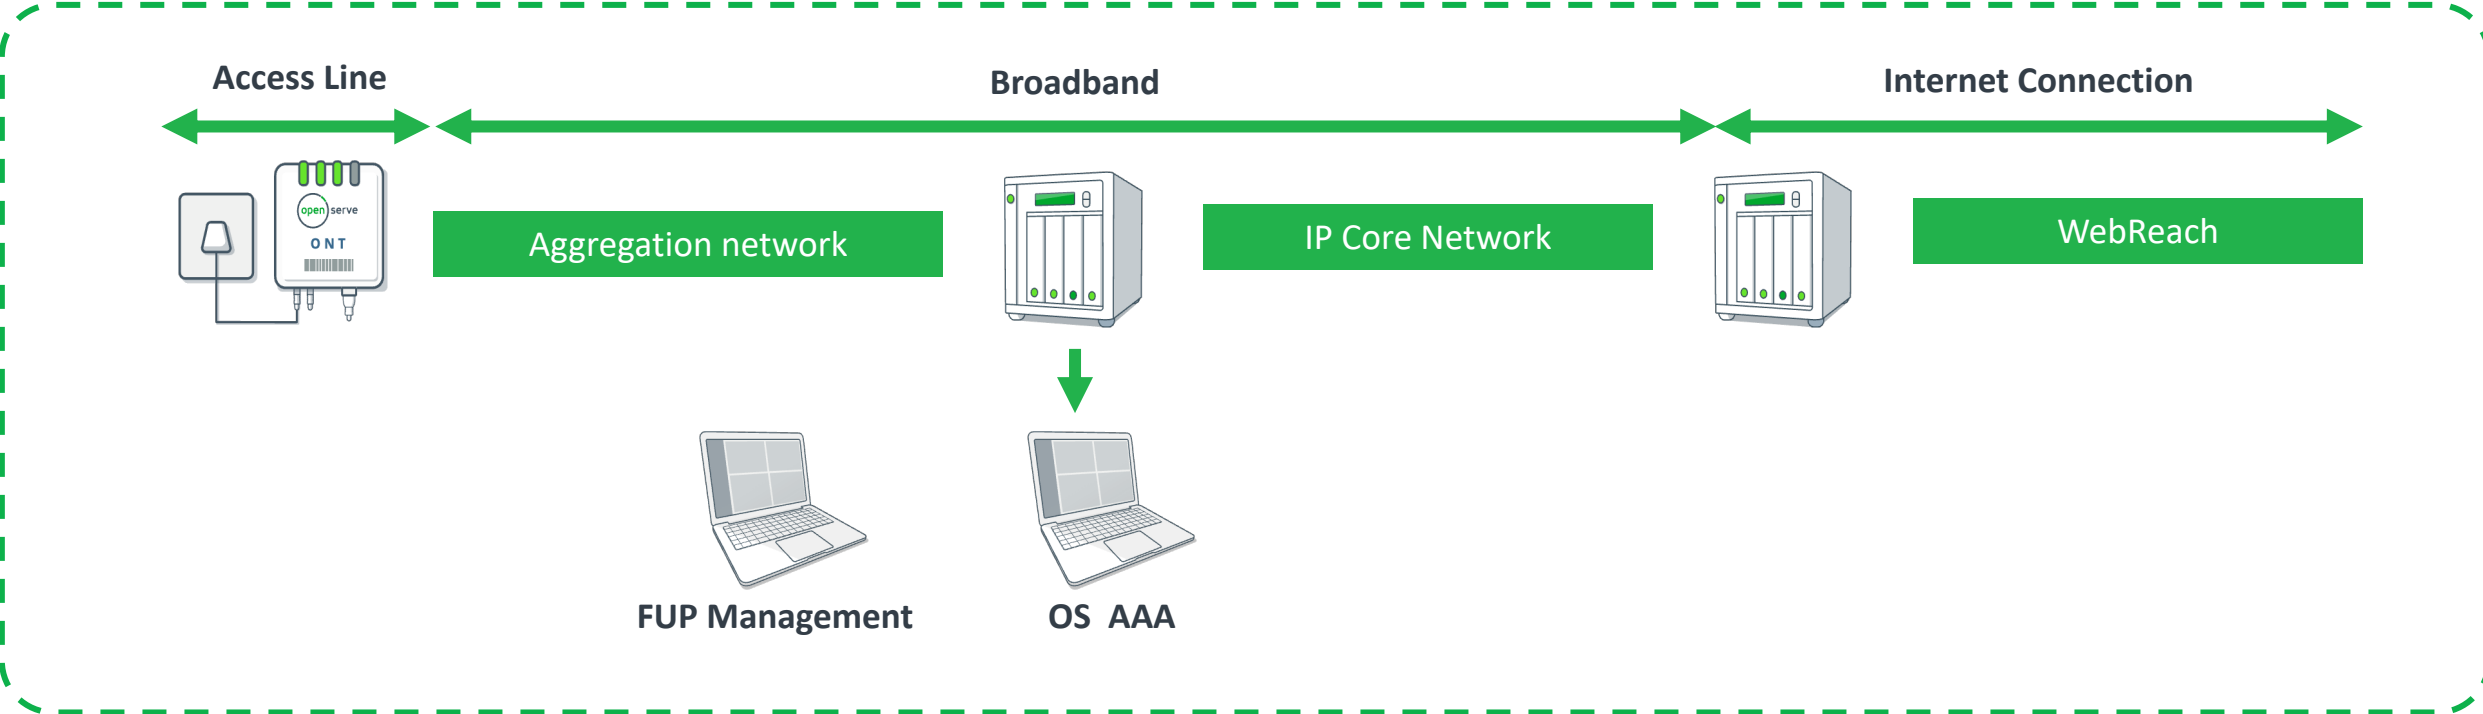 Access Line
Broadband
Internet Connection
open serve
ONT
Aggregation network
IP Core Network
WebReach
FUP Management
OS AAA